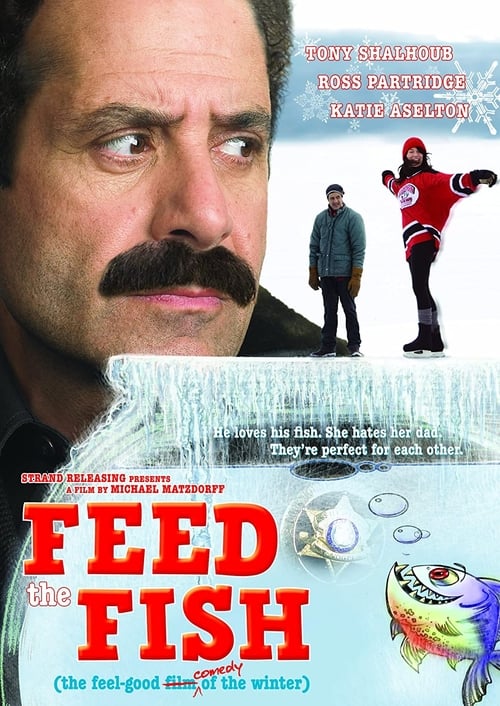 TONY SHALHOUB
ROSS PARTRIDGE
KATIE ASELTON
He loves his fish. She hates her dad.
They're perfect for each other.
STRAND RELEASING PRESENTS
A FILM BY MICHAEL MATZDORFF
FEED
the FISH
comedy
(the feel-good film of the winter)